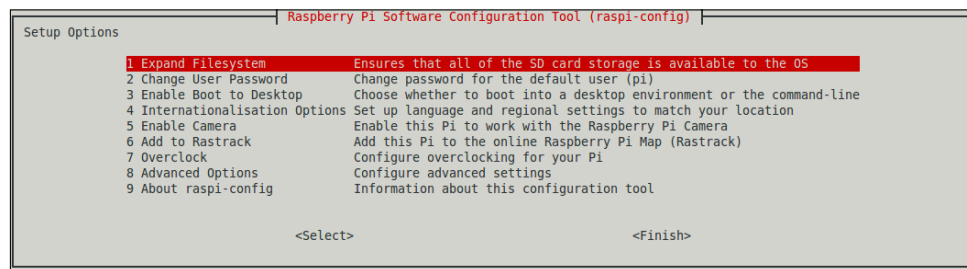 Raspberry Pi Software Configuration Tool (raspi-config)
Setup Options
1 Expand Filesystem Ensures that all of the SD card storage is available to the OS
2 Change User Password Change password for the default user (pi)
3 Enable Boot to Desktop Choose whether to boot into a desktop environment or the command-line
4 Internationalisation Options Set up language and regional settings to match your location
5 Enable Camera Enable this Pi to work with the Raspberry Pi Camera
6 Add to Rastrack Add this Pi to the online Raspberry Pi Map (Rastrack)
7 Overclock Configure overclocking for your Pi
8 Advanced Options Configure advanced settings
9 About raspi-config Information about this configuration tool
<Select> <Finish>